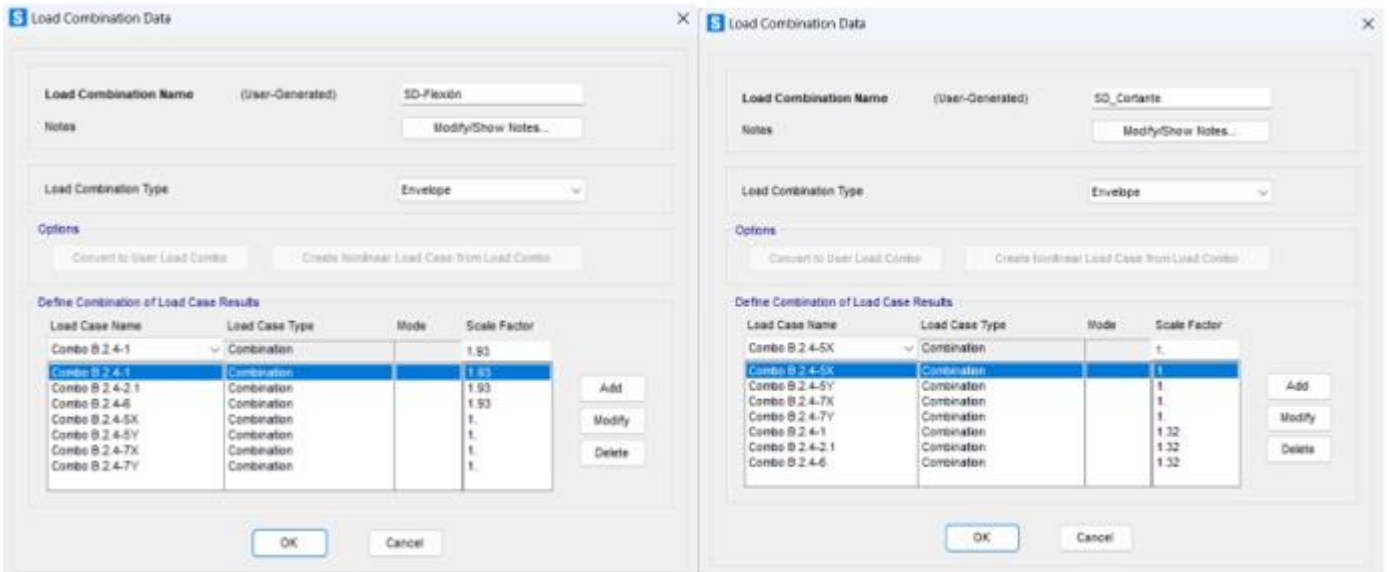 S Load Combination Data
Load Combination Name (User-Generated) SD-Flexión
Notes Modify/Show Notes...
Load Combination Type Envelope
Options
Convert to User Load Combo Create Nonlinear Load Case from Load Combo
Define Combination of Load Case Results
Load Case Name Load Case Type Mode Scale Factor
Combo B.2.4-1 Combination 1.93
Combo B.2.4-1 Combination 1.93
Combo B.2.4-2.1 Combination 1.93
Combo B.2.4-6 Combination 1.93
Combo B.2.4-5X Combination 1.
Combo B.2.4-5Y Combination 1.
Combo B.2.4-7X Combination 1.
Combo B.2.4-7Y Combination 1.
Add
Modify
Delete
OK Cancel
S Load Combination Data
Load Combination Name (User-Generated) SD_Cortante
Notes Modify/Show Notes...
Load Combination Type Envelope
Options
Convert to User Load Combo Create Nonlinear Load Case from Load Combo
Define Combination of Load Case Results
Load Case Name Load Case Type Mode Scale Factor
Combo B.2.4-5X Combination 1.
Combo B.2.4-5X Combination 1.
Combo B.2.4-5Y Combination 1.
Combo B.2.4-7X Combination 1.
Combo B.2.4-7Y Combination 1.
Combo B.2.4-1 Combination 1.32
Combo B.2.4-2.1 Combination 1.32
Combo B.2.4-6 Combination 1.32
Add
Modify
Delete
OK Cancel